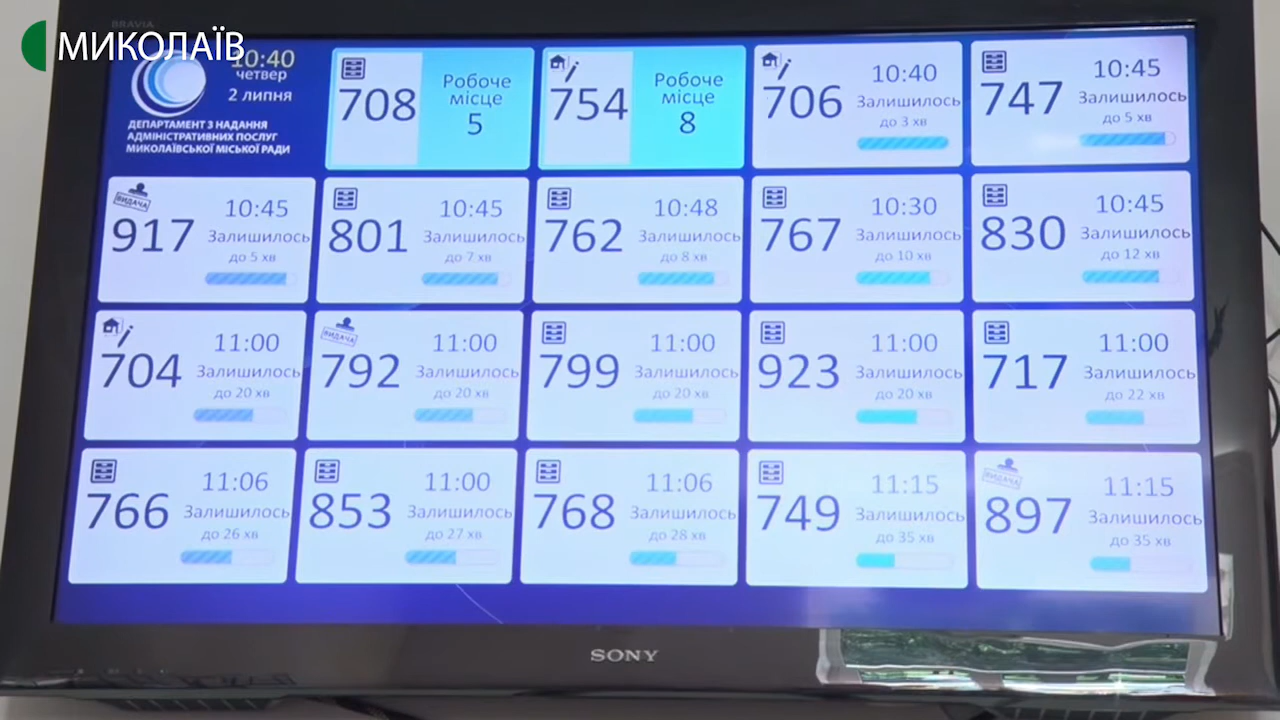 BRAVIA
МИКОЛАЇВ
10:40
четвер
2 липня
ДЕПАРТАМЕНТ З НАДАННЯ
АДМІНІСТРАТИВНИХ ПОСЛУГ
МИКОЛАЇВСЬКОЇ МІСЬКОЇ РАДИ
708
Робоче
місце
5
754
Робоче
місце
8
706
10:40
Залишилось
до 3 хв
747
10:45
Залишилось
до 5 хв
ВИДАЧА
917
10:45
Залишилось
до 5 хв
801
10:45
Залишилось
до 7 хв
762
10:48
Залишилось
до 8 хв
767
10:30
Залишилось
до 10 хв
830
10:45
Залишилось
до 12 хв
704
11:00
Залишилось
до 20 хв
ВИДАЧА
792
11:00
Залишилось
до 20 хв
799
11:00
Залишилось
до 20 хв
923
11:00
Залишилось
до 20 хв
717
11:00
Залишилось
до 22 хв
766
11:06
Залишилось
до 26 хв
853
11:00
Залишилось
до 27 хв
768
11:06
Залишилось
до 28 хв
749
11:15
Залишилось
до 35 хв
ВИДАЧА
897
11:15
Залишилось
до 35 хв
SONY